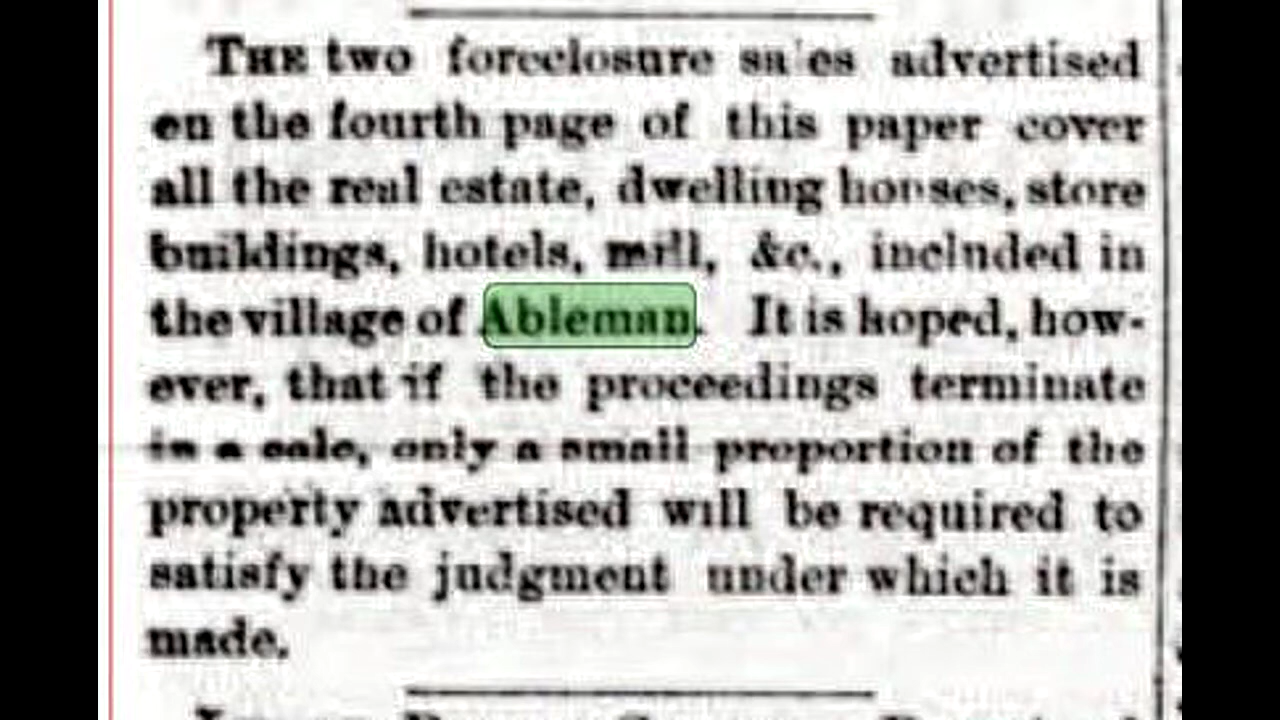 THE two foreclosure sales advertised
on the fourth page of this paper cover
all the real estate, dwelling houses, store
buildings, hotels, mill, &c., included in
the village of Ableman. It is hoped, how-
ever, that if the proceedings terminate
in a sale, only a small proportion of the
property advertised will be required to
satisfy the judgment under which it is
made.